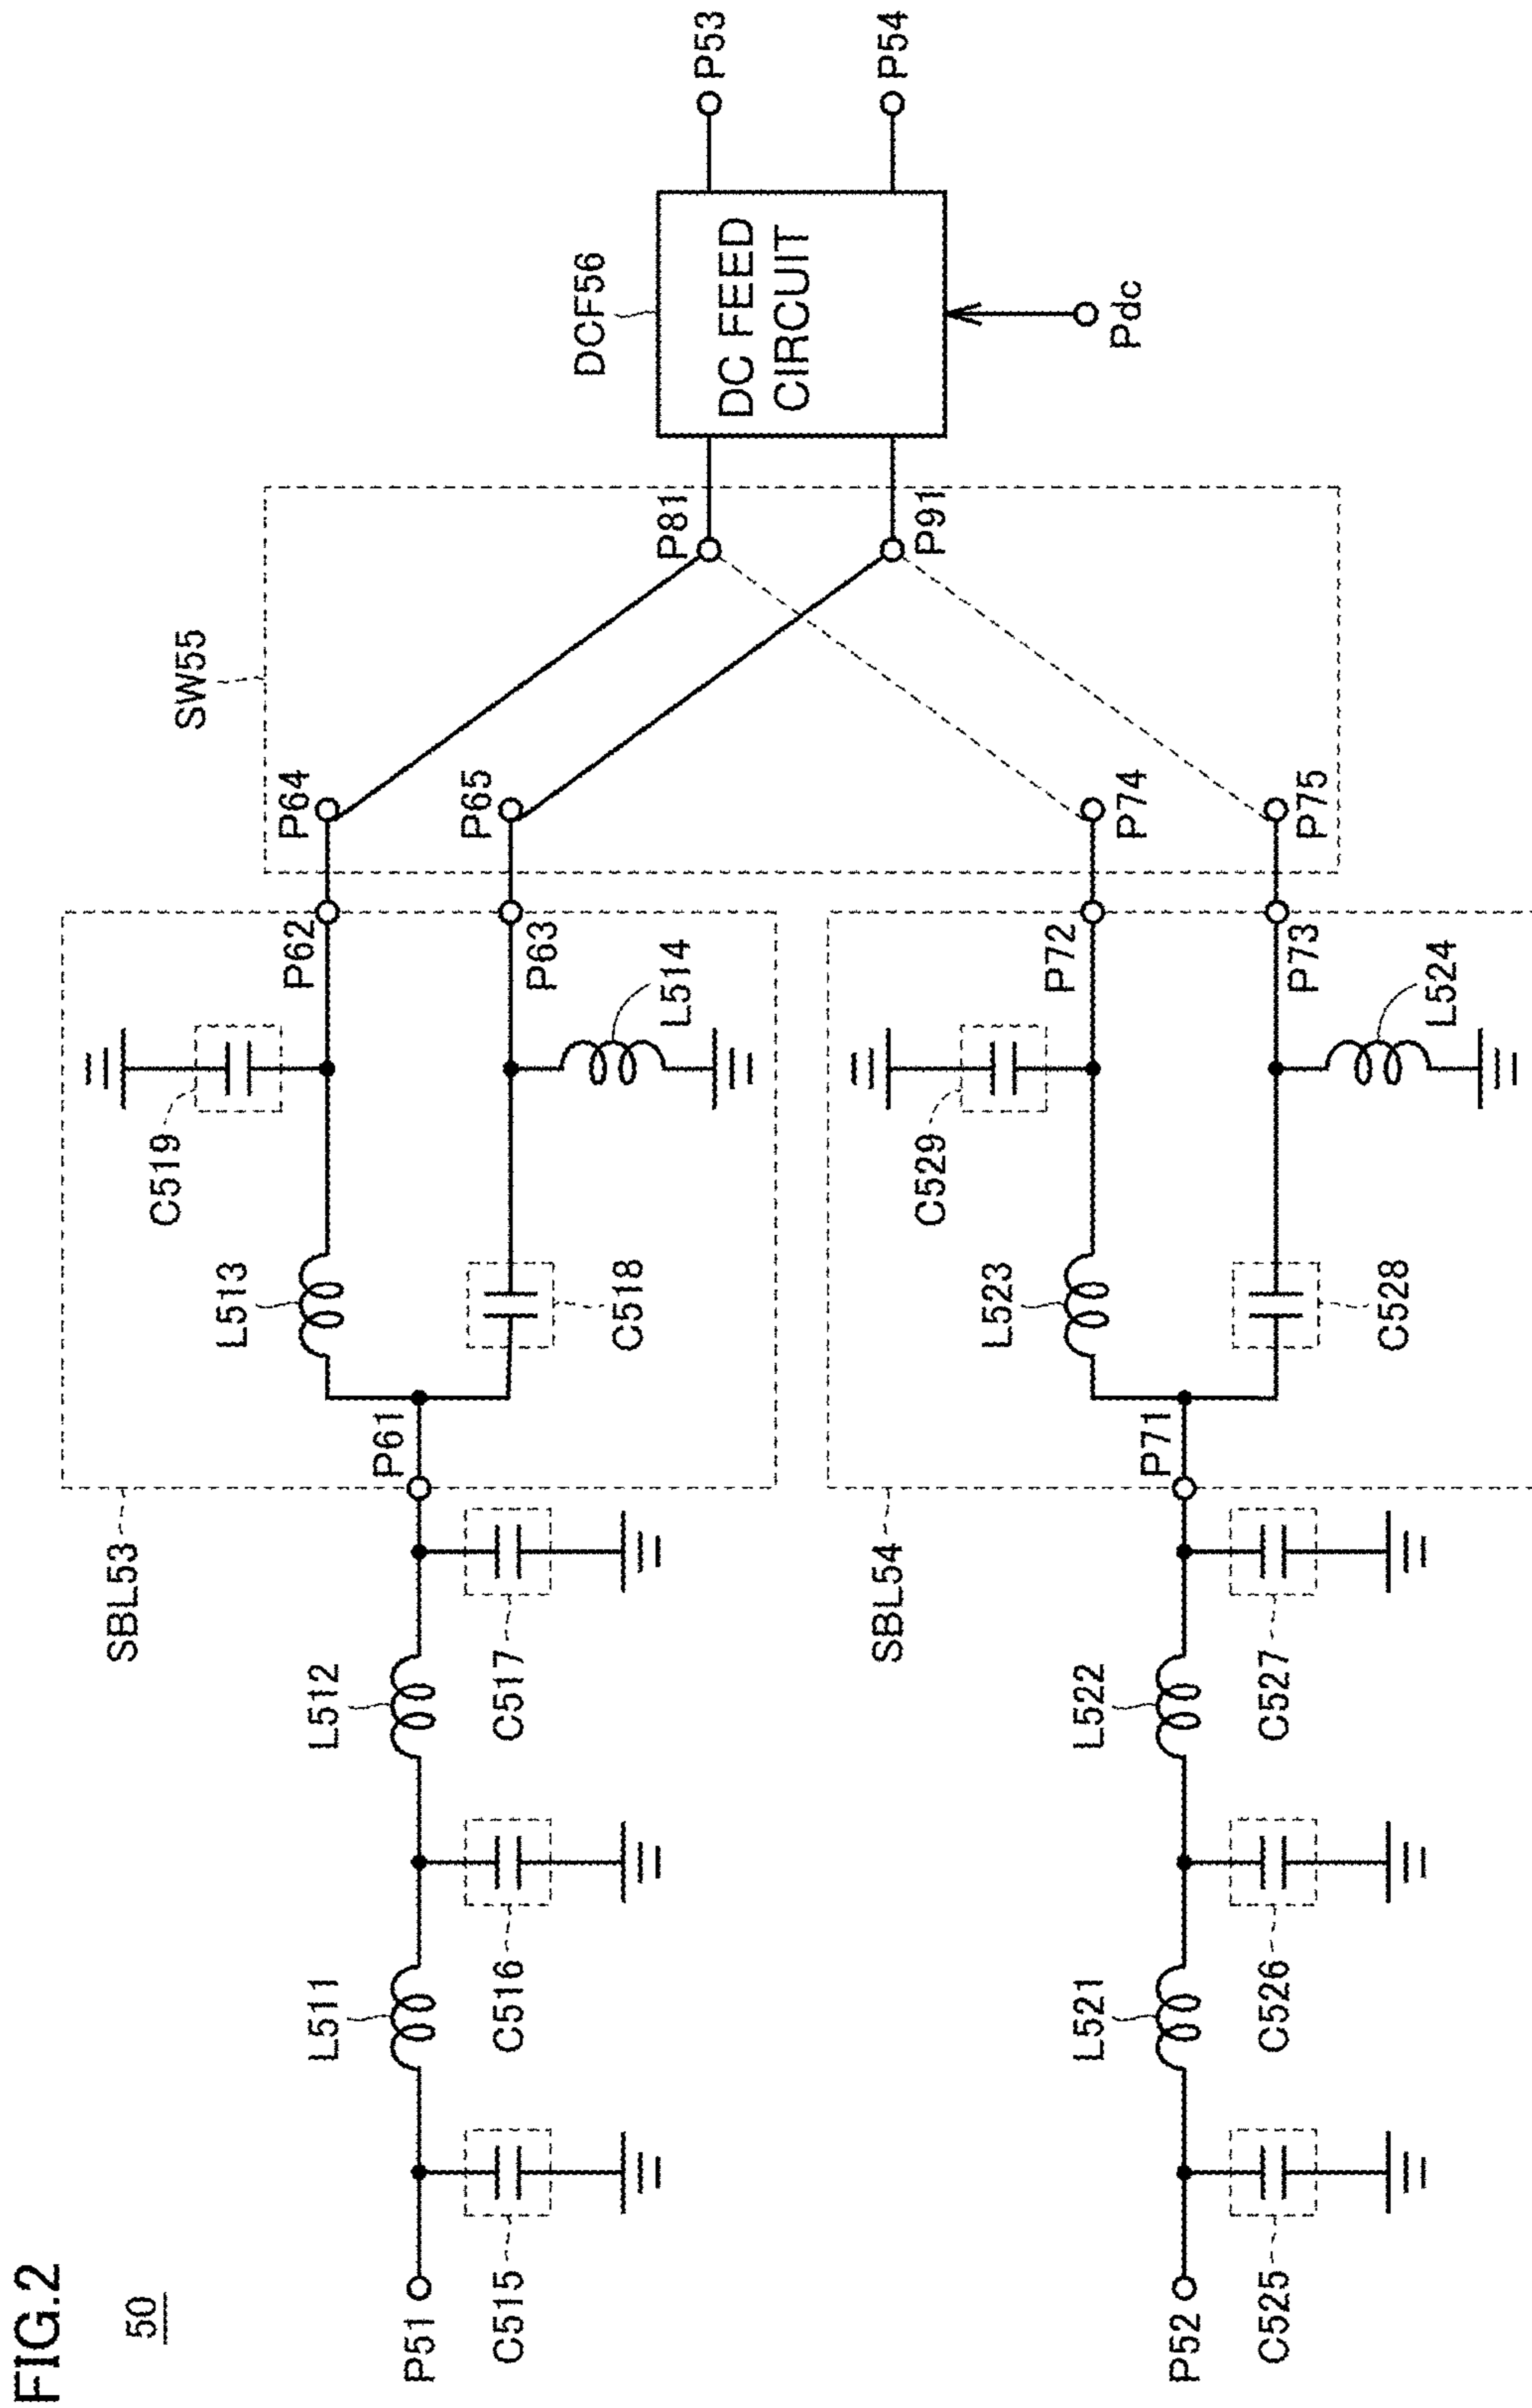 FIG.2
50
P51
C515
L511
C516
L512
C517
SBL53
P61
L513
C518
C519
L514
P62
P63
P64
P65
SW55
P81
P91
DCF56
DC FEED
CIRCUIT
P53
P54
Pdc
P52
C525
L521
C526
L522
C527
SBL54
P71
L523
C528
C529
L524
P72
P73
P74
P75